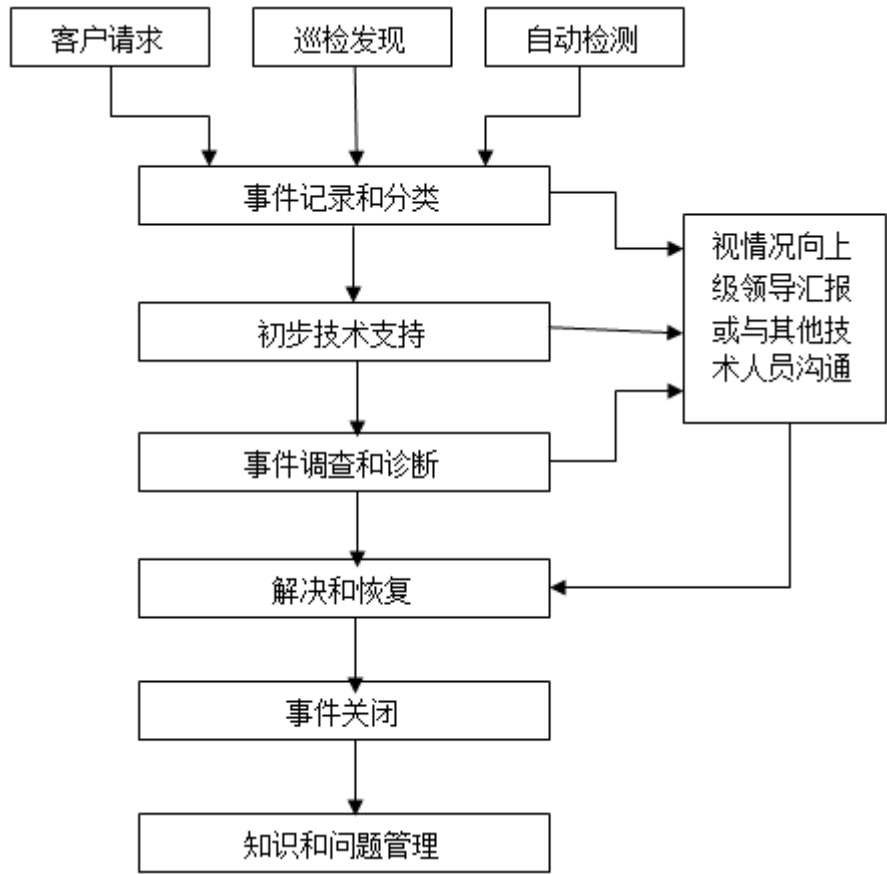 客户请求
巡检发现
自动检测
事件记录和分类
视情况向上
级领导汇报
或与其他技
术人员沟通
初步技术支持
事件调查和诊断
解决和恢复
事件关闭
知识和问题管理